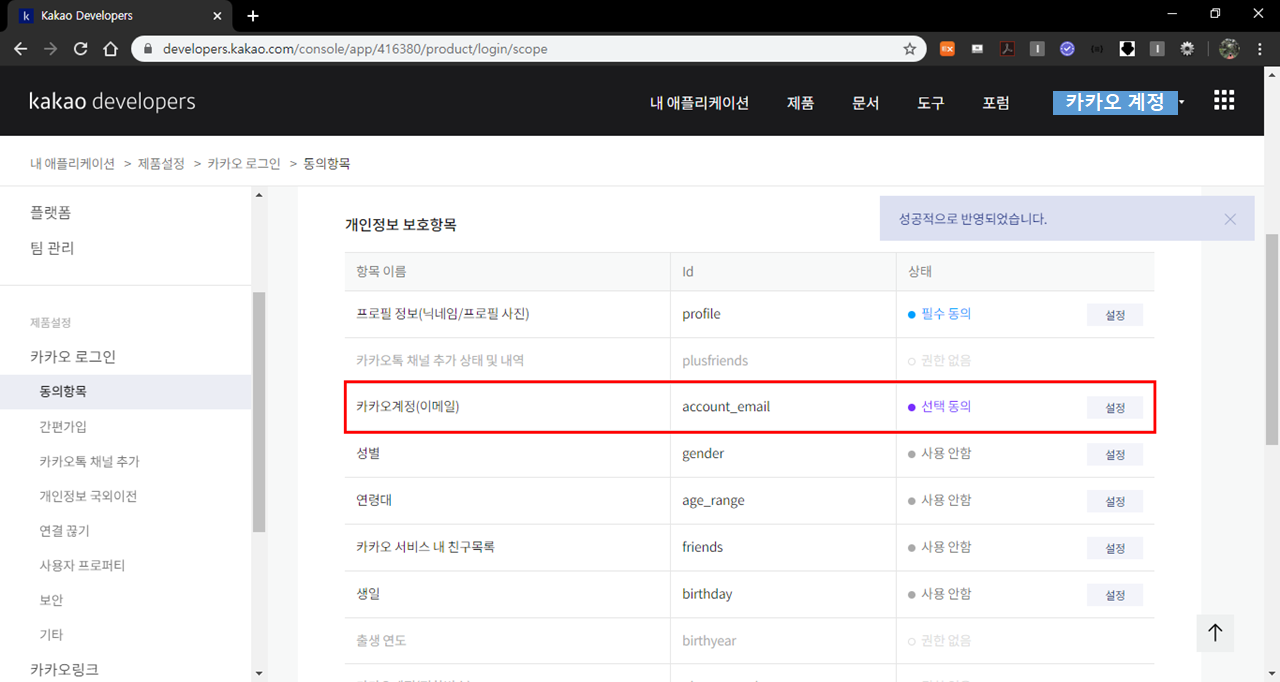 k Kakao Developers
developers.kakao.com/console/app/416380/product/login/scope
kakao developers 내 애플리케이션 제품 문서 도구 포럼 카카오 계정
내 애플리케이션 > 제품설정 > 카카오 로그인 > 동의항목
플랫폼
팀 관리
제품설정
카카오 로그인
동의항목
간편가입
카카오톡 채널 추가
개인정보 국외이전
연결 끊기
사용자 프로퍼티
보안
기타
카카오링크
성공적으로 반영되었습니다.
개인정보 보호항목
항목 이름 Id 상태
프로필 정보(닉네임/프로필 사진) profile 필수 동의 설정
카카오톡 채널 추가 상태 및 내역 plusfriends 권한 없음
카카오계정(이메일) account_email 선택 동의 설정
성별 gender 사용 안함 설정
연령대 age_range 사용 안함 설정
카카오 서비스 내 친구목록 friends 사용 안함 설정
생일 birthday 사용 안함 설정
출생 연도 birthyear 권한 없음